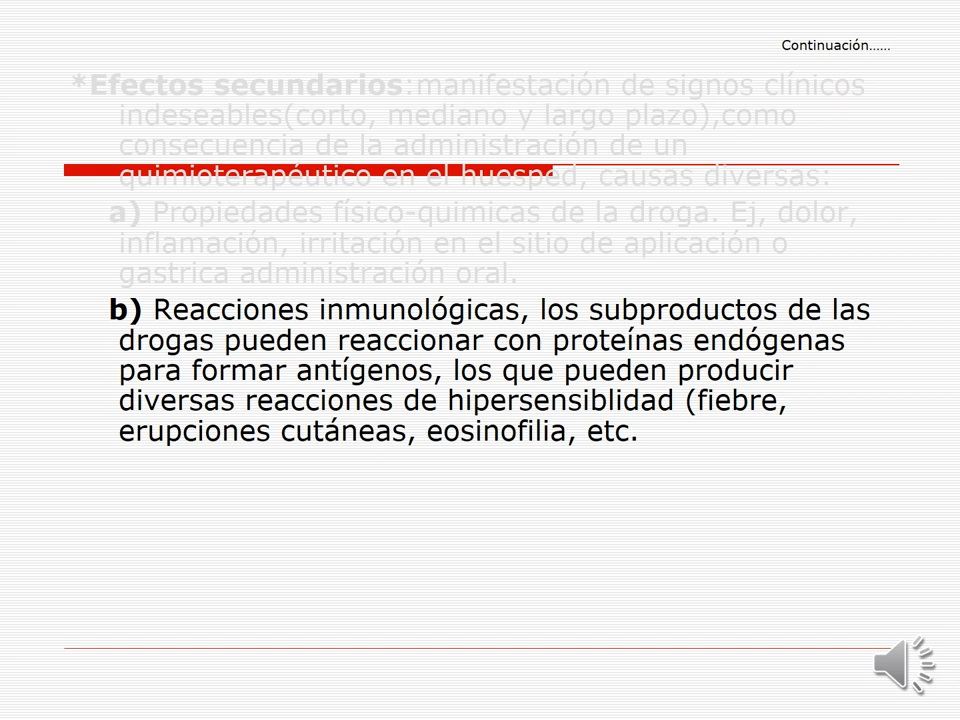 Continuación......
*Efectos secundarios:manifestación de signos clínicos
indeseables(corto, mediano y largo plazo),como
consecuencia de la administración de un
quimioterapéutico en el huesped, causas diversas:
a) Propiedades físico-quimicas de la droga. Ej, dolor,
inflamación, irritación en el sitio de aplicación o
gastrica administración oral.
b) Reacciones inmunológicas, los subproductos de las
drogas pueden reaccionar con proteínas endógenas
para formar antígenos, los que pueden producir
diversas reacciones de hipersensiblidad (fiebre,
erupciones cutáneas, eosinofilia, etc.